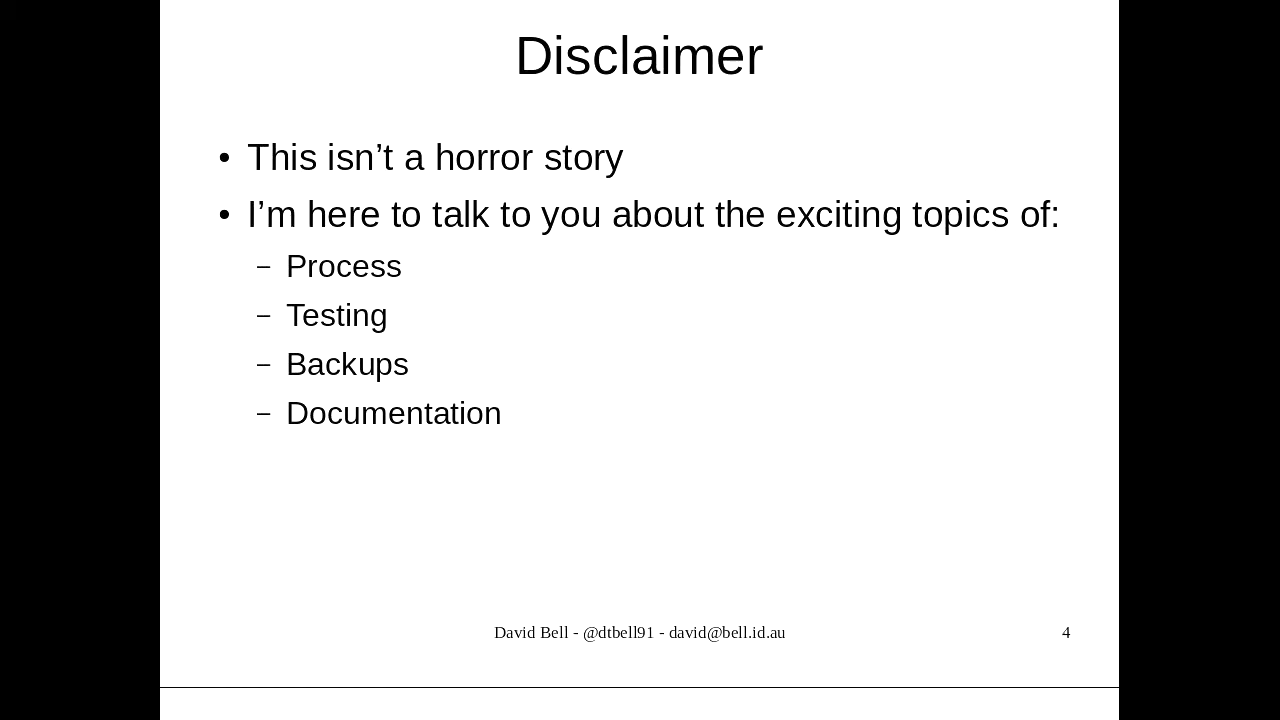 Disclaimer
• This isn’t a horror story
• I’m here to talk to you about the exciting topics of:
– Process
– Testing
– Backups
– Documentation
David Bell - @dtbell91 - david@bell.id.au
4